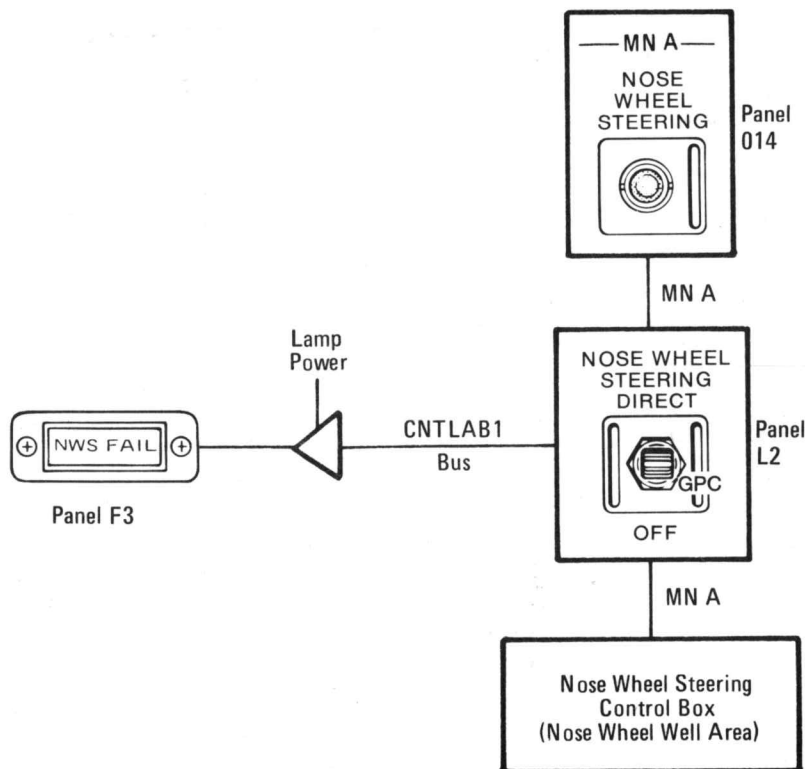 MN A
NOSE
WHEEL
STEERING
Panel
014
MN A
Lamp
Power
NWS FAIL
Panel F3
CNTLAB1
Bus
NOSE WHEEL
STEERING
DIRECT
GPC
OFF
Panel
L2
MN A
Nose Wheel Steering
Control Box
(Nose Wheel Well Area)